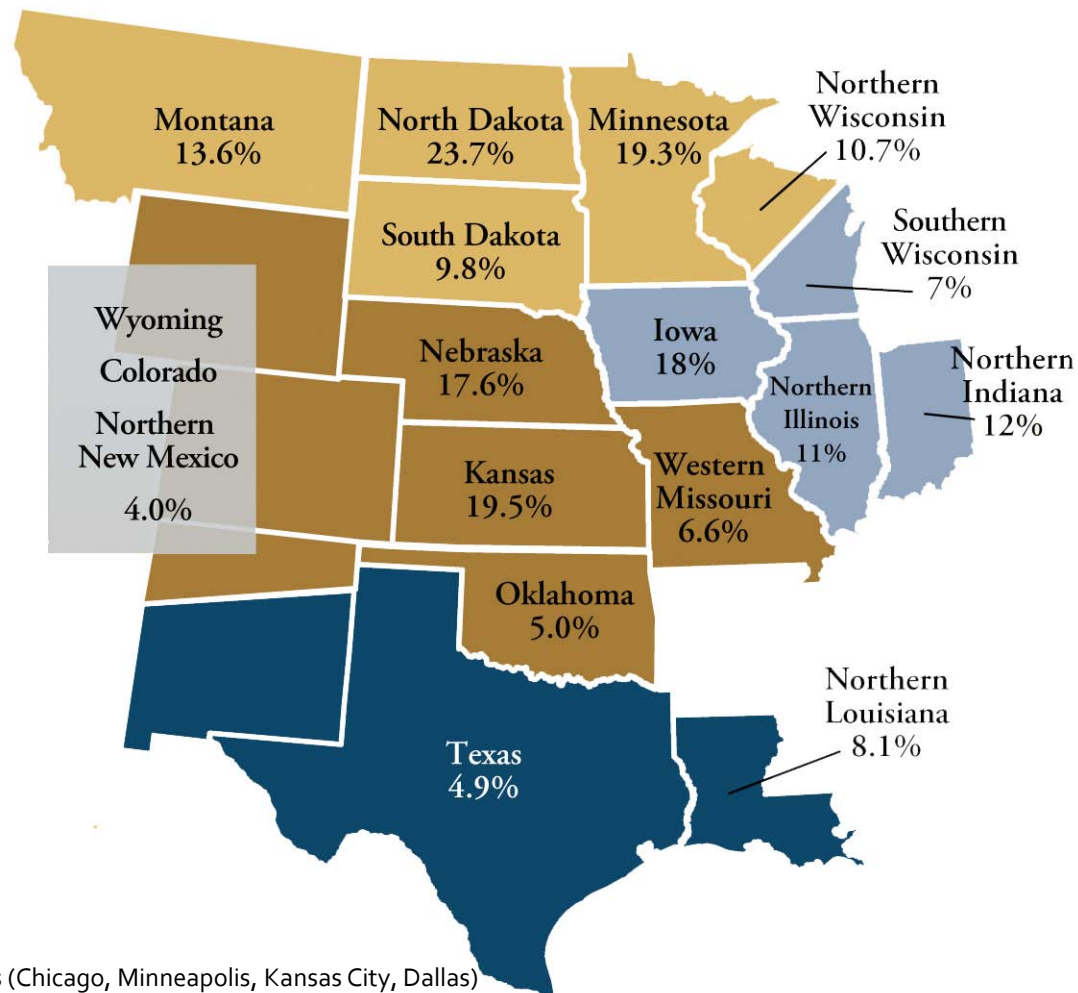 Montana
13.6%
North Dakota
23.7%
Minnesota
19.3%
Northern
Wisconsin
10.7%
South Dakota
9.8%
Southern
Wisconsin
7%
Wyoming
Colorado
Northern
New Mexico
4.0%
Nebraska
17.6%
Iowa
18%
Northern
Illinois
11%
Northern
Indiana
12%
Kansas
19.5%
Western
Missouri
6.6%
Oklahoma
5.0%
Texas
4.9%
Northern
Louisiana
8.1%
(Chicago, Minneapolis, Kansas City, Dallas)